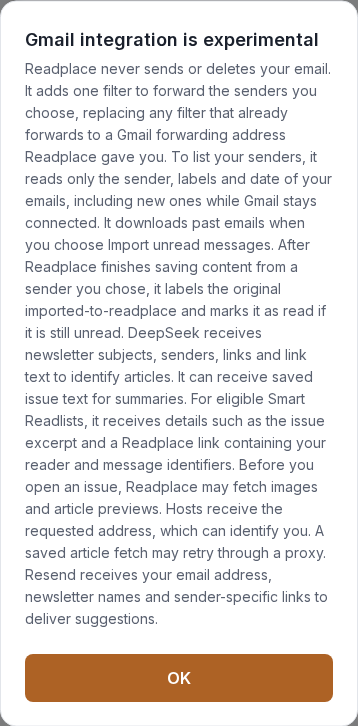 Gmail integration is experimental
Readplace never sends or deletes your email.
It adds one filter to forward the senders you
choose, replacing any filter that already
forwards to a Gmail forwarding address
Readplace gave you. To list your senders, it
reads only the sender, labels and date of your
emails, including new ones while Gmail stays
connected. It downloads past emails when
you choose Import unread messages. After
Readplace finishes saving content from a
sender you chose, it labels the original
imported-to-readplace and marks it as read if
it is still unread. DeepSeek receives
newsletter subjects, senders, links and link
text to identify articles. It can receive saved
issue text for summaries. For eligible Smart
Readlists, it receives details such as the issue
excerpt and a Readplace link containing your
reader and message identifiers. Before you
open an issue, Readplace may fetch images
and article previews. Hosts receive the
requested address, which can identify you. A
saved article fetch may retry through a proxy.
Resend receives your email address,
newsletter names and sender-specific links to
deliver suggestions.
OK